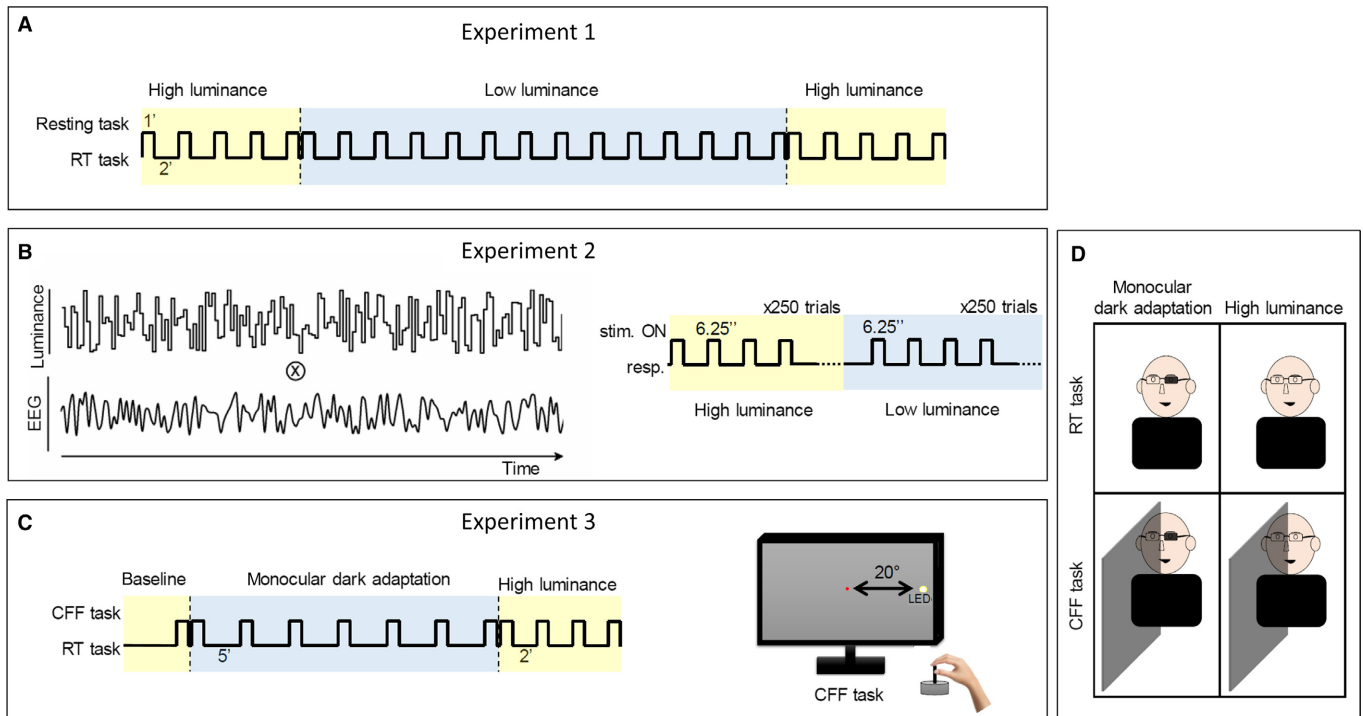 A
Experiment 1
High luminance
Low luminance
High luminance
Resting task
1’
RT task
2’
B
Experiment 2
Luminance
x
EEG
Time
x250 trials
x250 trials
stim. ON
6.25’’
6.25’’
resp.
High luminance
Low luminance
C
Experiment 3
Baseline
Monocular dark adaptation
High luminance
CFF task
RT task
5’
2’
20°
LED
CFF task
D
Monocular
dark adaptation
High luminance
RT task
CFF task